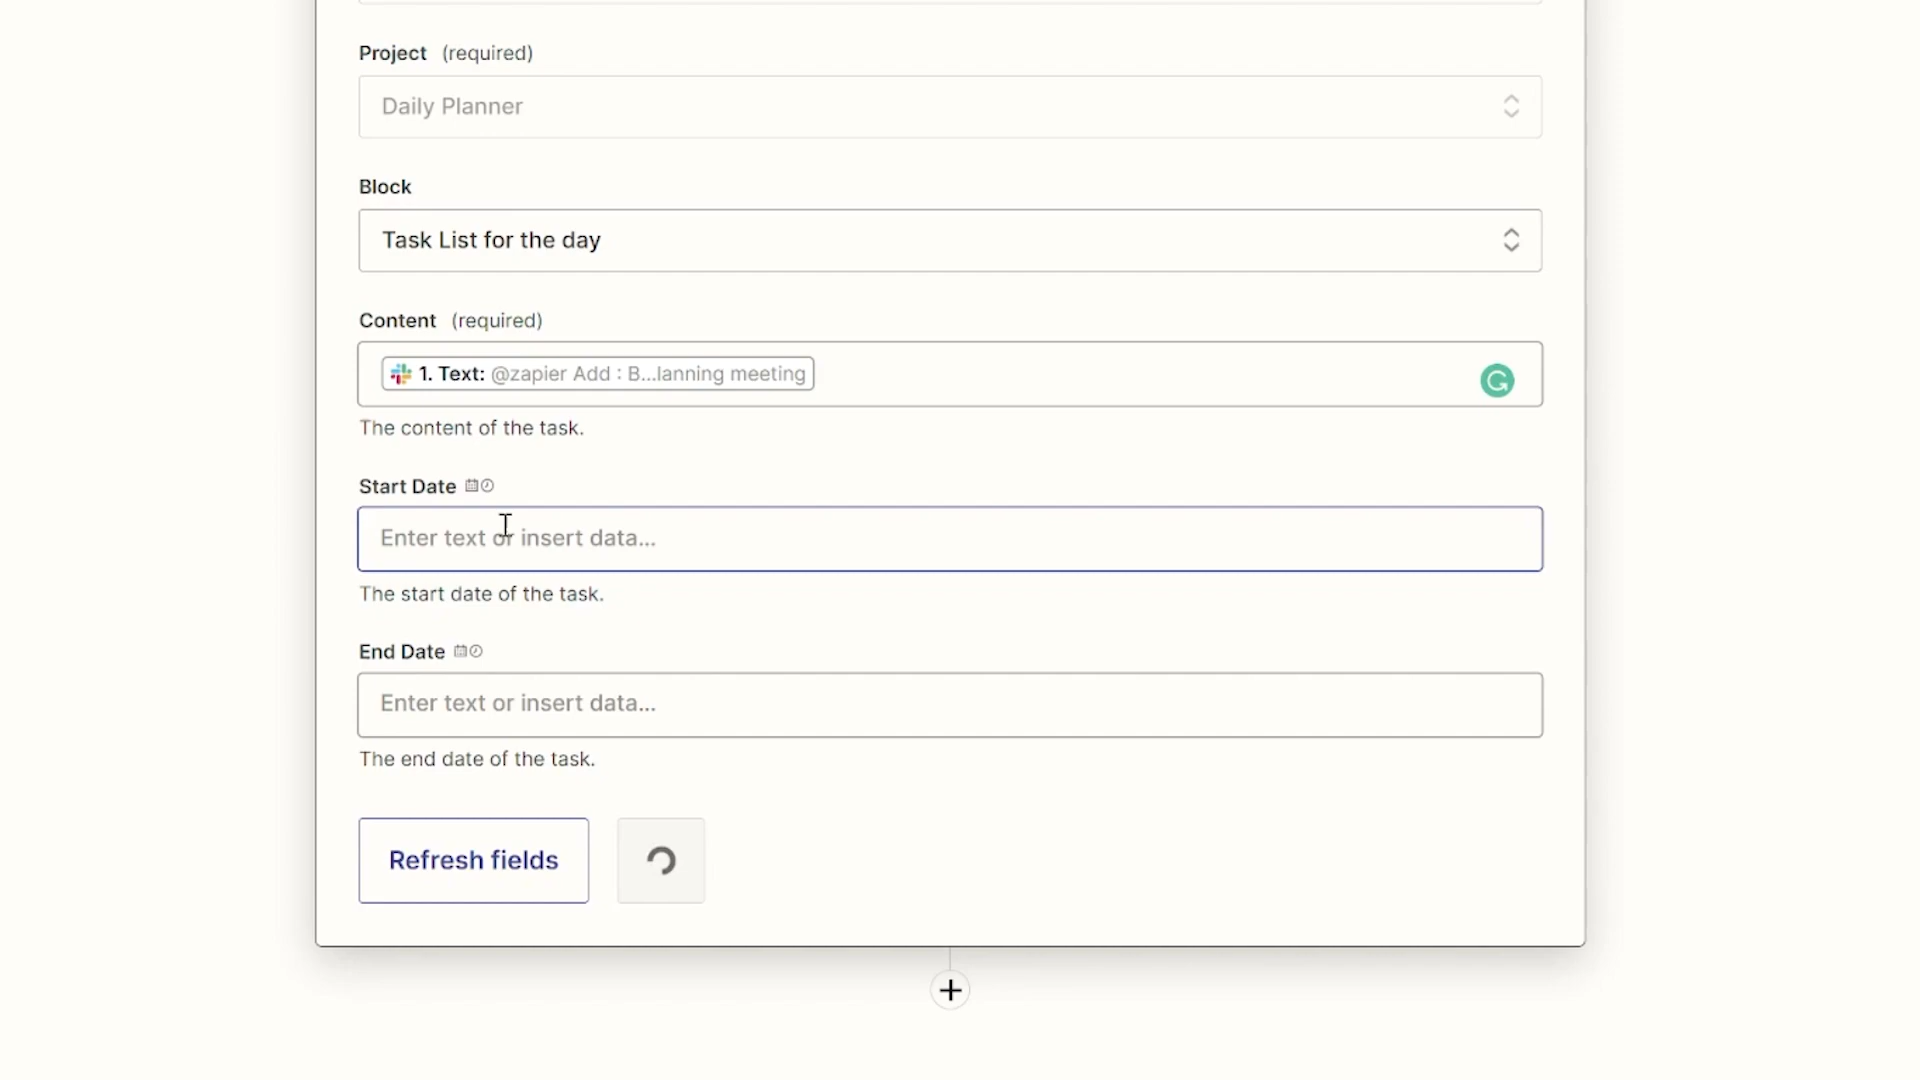 Project (required)
Daily Planner
Block
Task List for the day
Content (required)
1. Text: @zapier Add : B...lanning meeting
The content of the task.
Start Date
Enter text or insert data...
The start date of the task.
End Date
Enter text or insert data...
The end date of the task.
Refresh fields